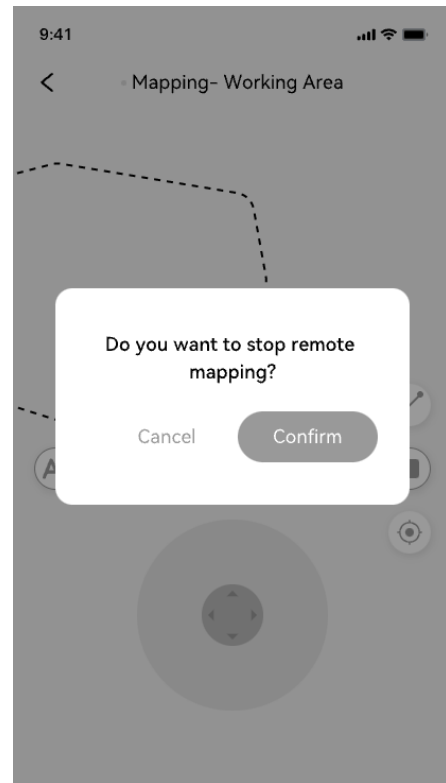 9:41
Mapping- Working Area
Do you want to stop remote
mapping?
Cancel
Confirm
A